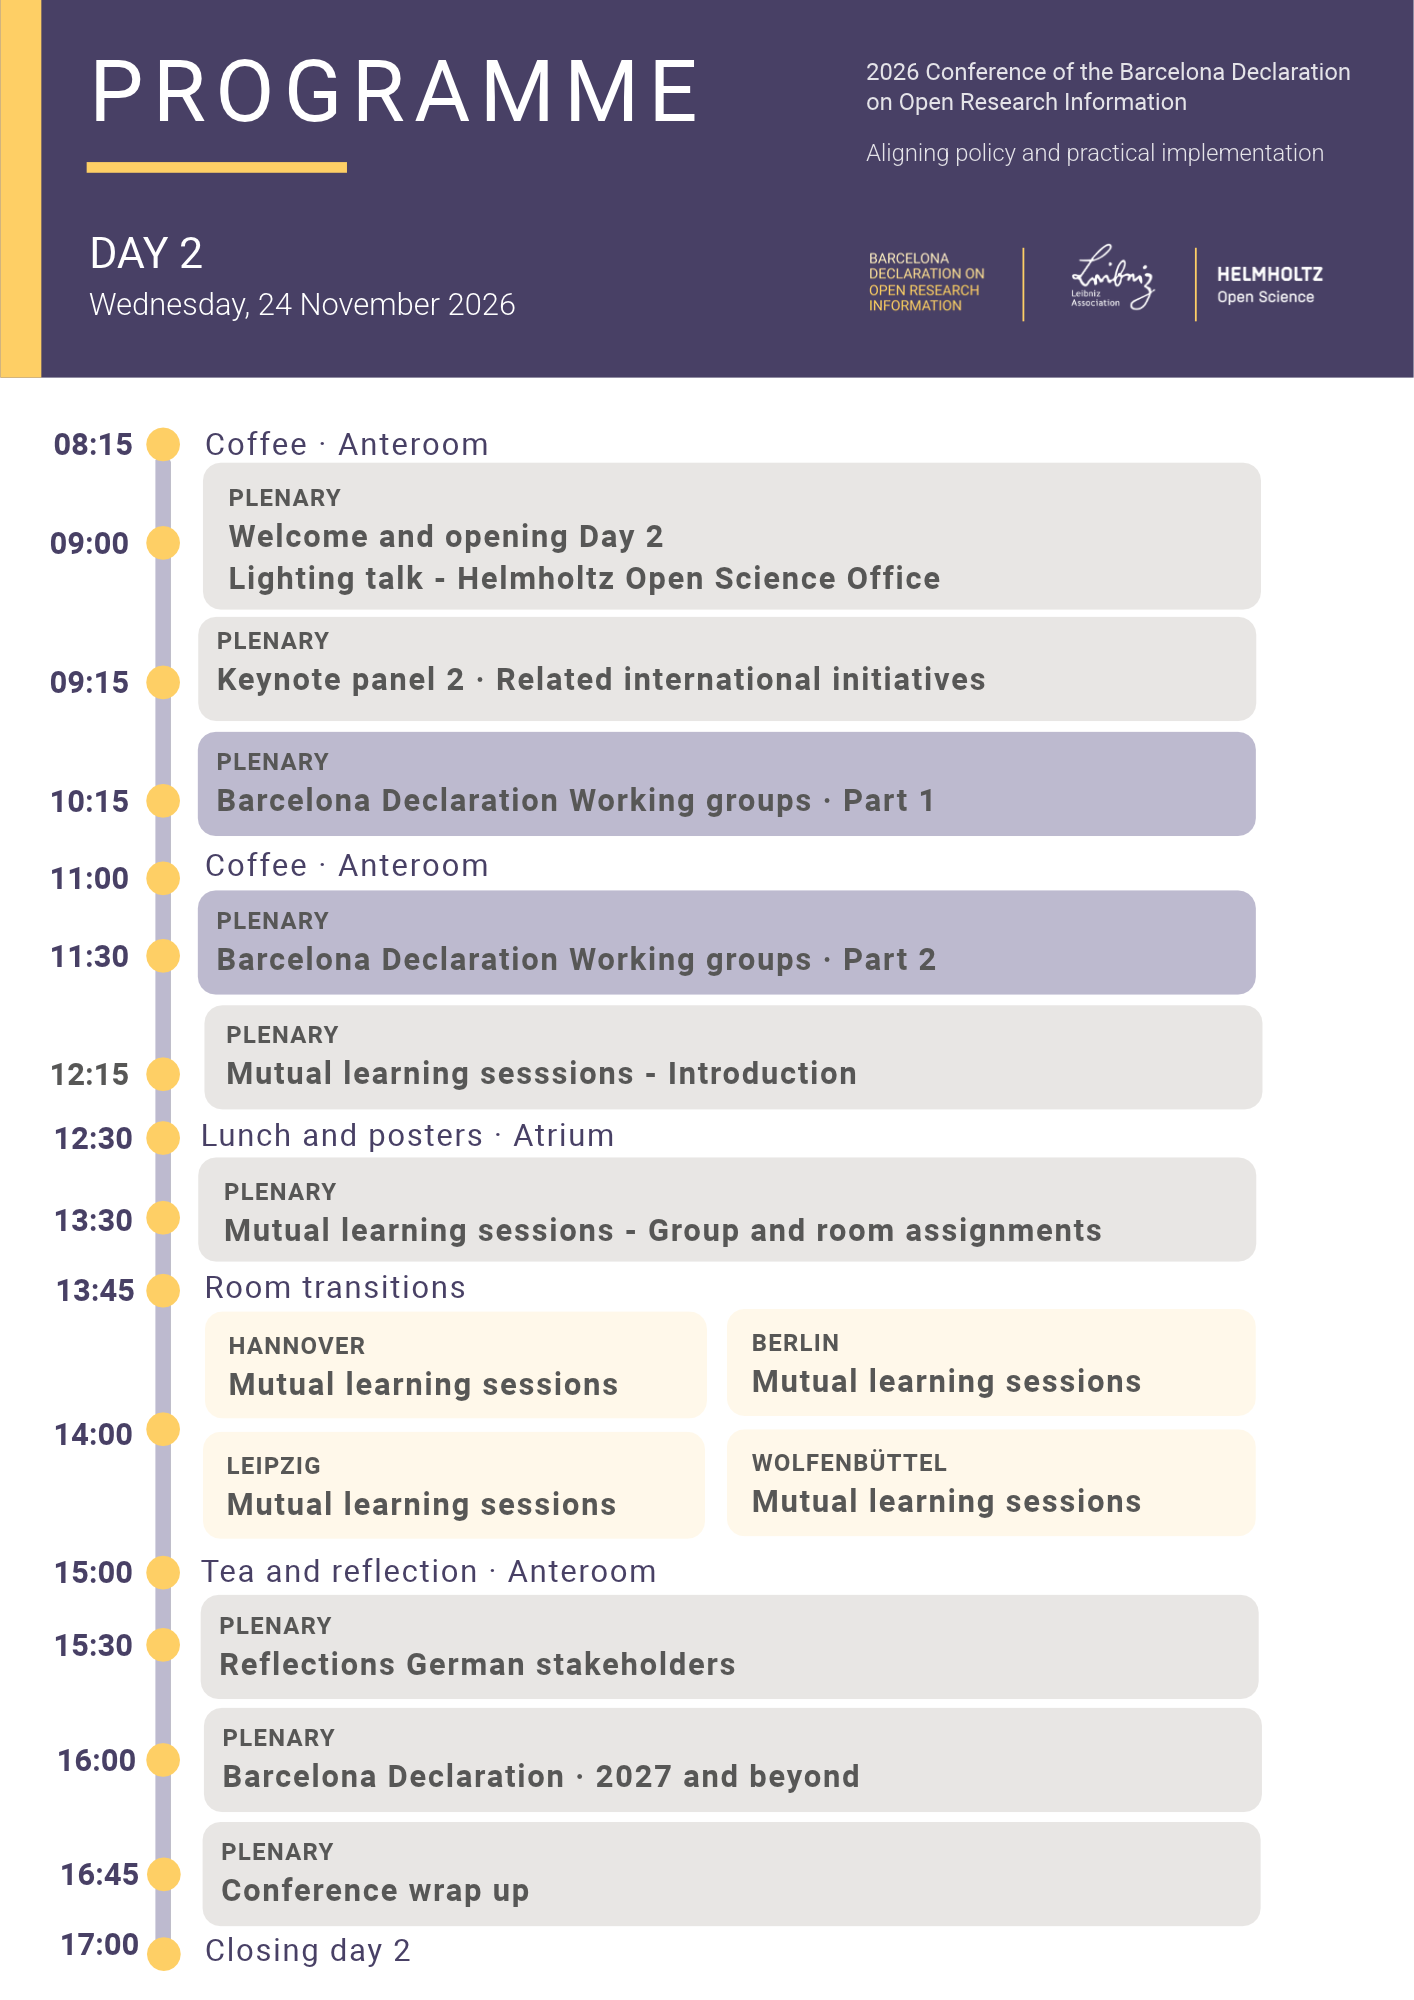 PROGRAMME
2026 Conference of the Barcelona Declaration
on Open Research Information
Aligning policy and practical implementation
DAY 2
Wednesday, 24 November 2026
BARCELONA
DECLARATION ON
OPEN RESEARCH
INFORMATION
Leibniz
Leibniz
Association
HELMHOLTZ
Open Science
08:15
Coffee · Anteroom
09:00
PLENARY
Welcome and opening Day 2
Lighting talk - Helmholtz Open Science Office
09:15
PLENARY
Keynote panel 2 · Related international initiatives
10:15
PLENARY
Barcelona Declaration Working groups · Part 1
11:00
Coffee · Anteroom
11:30
PLENARY
Barcelona Declaration Working groups · Part 2
12:15
PLENARY
Mutual learning sesssions - Introduction
12:30
Lunch and posters · Atrium
13:30
PLENARY
Mutual learning sessions - Group and room assignments
13:45
Room transitions
14:00
HANNOVER
Mutual learning sessions
BERLIN
Mutual learning sessions
LEIPZIG
Mutual learning sessions
WOLFENBÜTTEL
Mutual learning sessions
15:00
Tea and reflection · Anteroom
15:30
PLENARY
Reflections German stakeholders
16:00
PLENARY
Barcelona Declaration · 2027 and beyond
16:45
PLENARY
Conference wrap up
17:00
Closing day 2